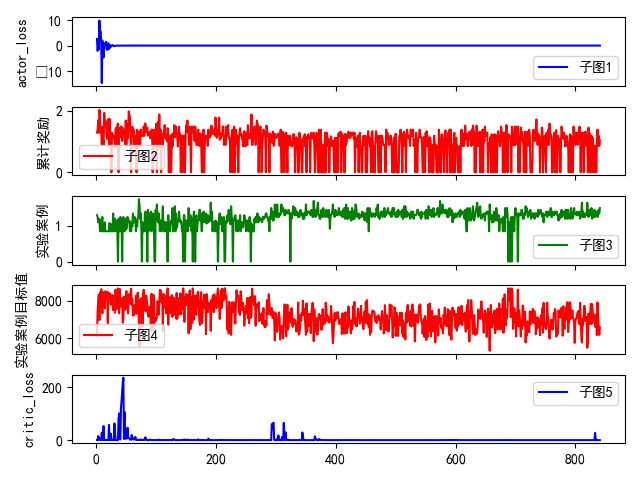 actor_loss
10
0
□10
子图1
累计奖励
2
0
子图2
实验案例
1
0
子图3
实验案例目标值
8000
6000
子图4
critic_loss
200
0
子图5
0 200 400 600 800